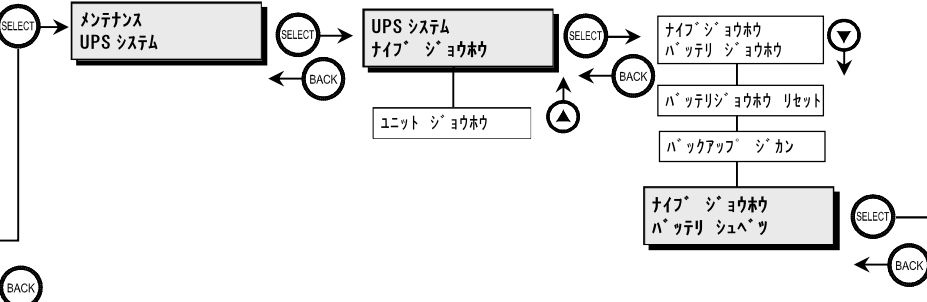 SELECT
メンテナンス
UPS システム
SELECT
BACK
UPS システム
ナイブ ジョウホウ
ユニット ジョウホウ
SELECT
BACK
ナイブ ジョウホウ
バッテリ ジョウホウ
バッテリジョウホウ リセット
バックアップ ジカン
ナイブ ジョウホウ
バッテリ シュベツ
SELECT
BACK
BACK